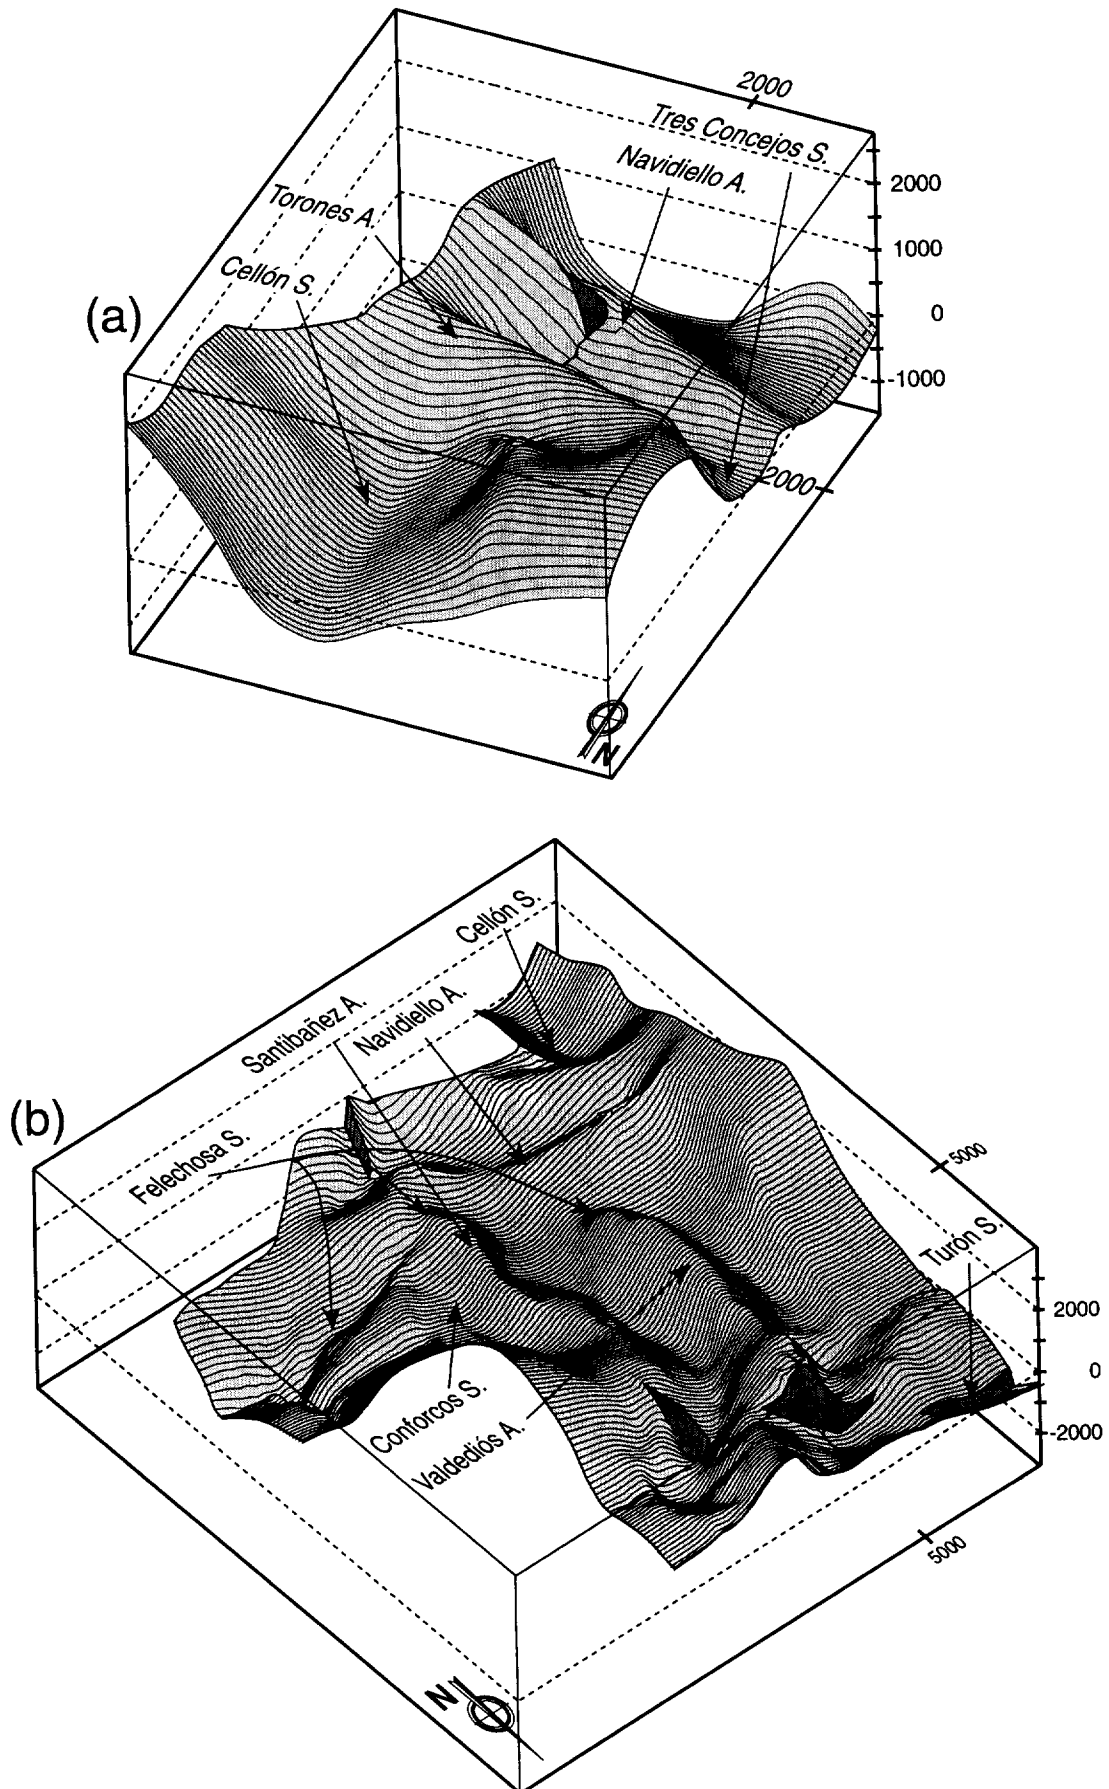 2000
Tres Concejos S.
Navidiello A.
2000
Torones A.
1000
Cellón S.
(a)
0
-1000
2000
N
Cellón S.
Santibañez A.
Navidiello A.
(b)
Felechosa S.
5000
Turón S.
2000
0
Conforcos S.
-2000
Valdediós A.
5000
N